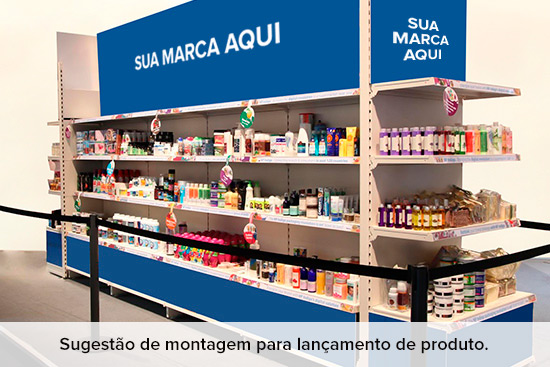 SUA MARCA AQUI
SUA
MARCA
AQUI
Sugestão de montagem para lançamento de produto.